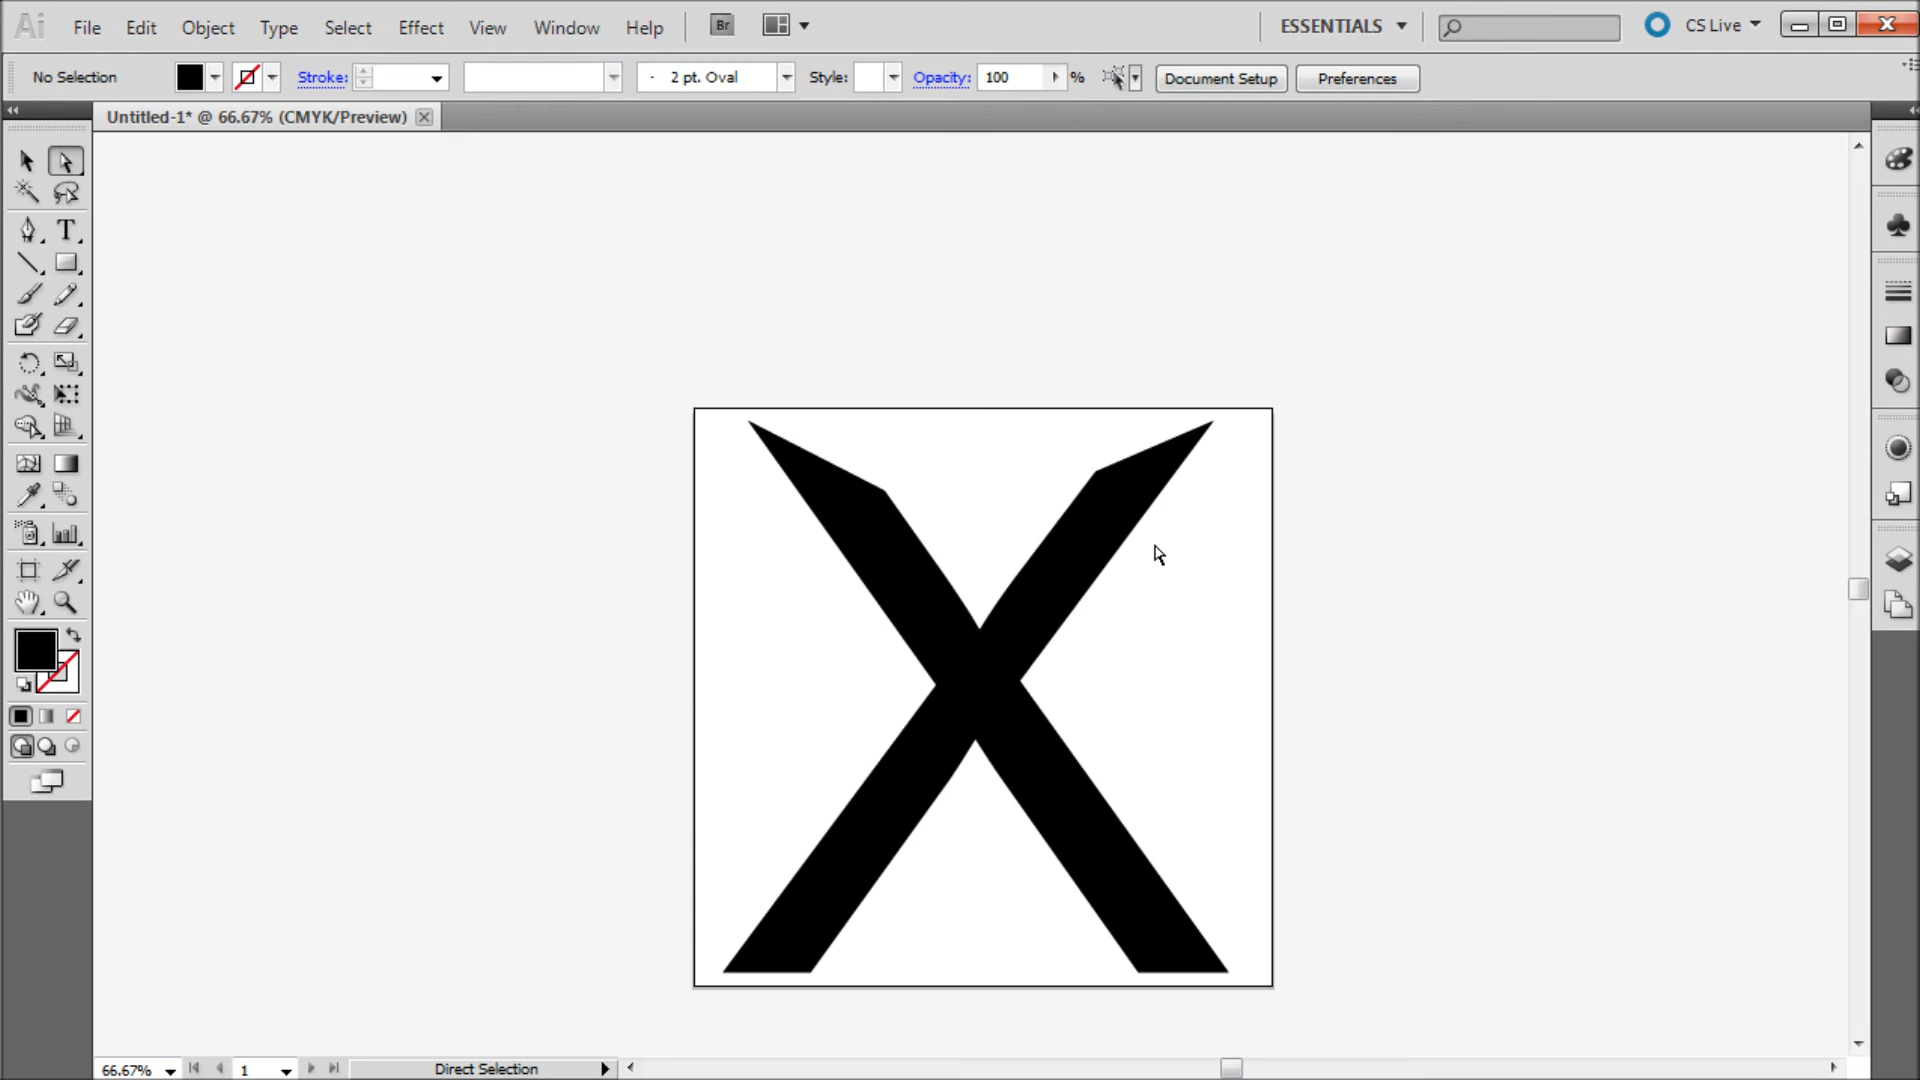 Ai File Edit Object Type Select Effect View Window Help Br ESSENTIALS CS Live
No Selection Stroke: 2 pt. Oval Style: Opacity: 100 % Document Setup Preferences
Untitled-1* @ 66.67% (CMYK/Preview)
T
X
66.67% 1 Direct Selection